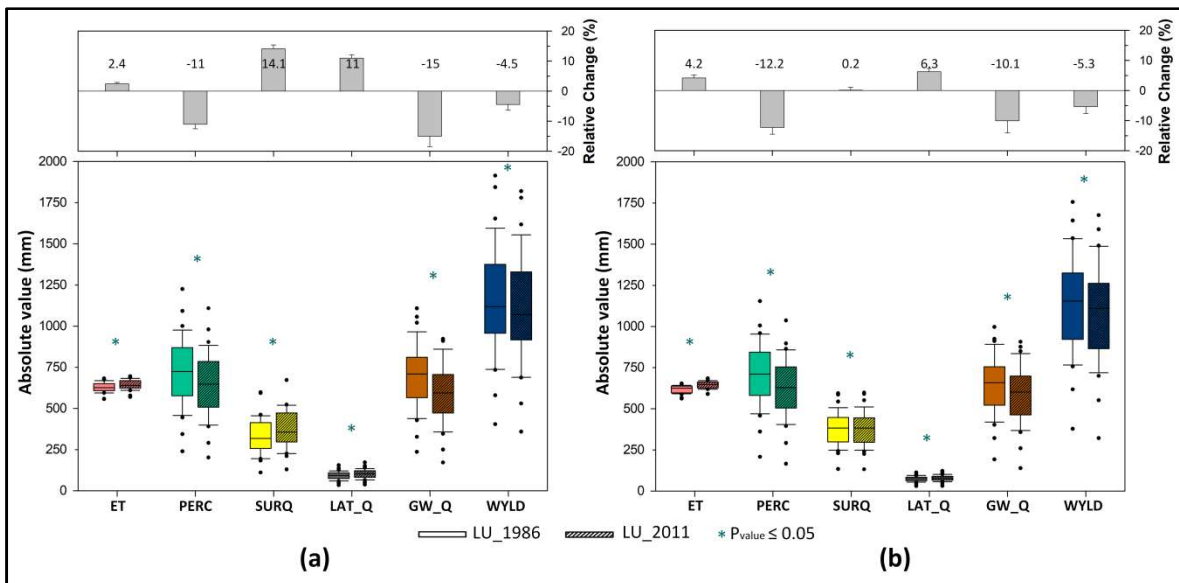 2.4 -11 14.1 11 -15 -4.5
20
10
0
-10
-20
Relative Change (%)
4.2 -12.2 0.2 6.3 -10.1 -5.3
20
10
0
-10
-20
Relative Change (%)
Absolute value (mm)
2000
1750
1500
1250
1000
750
500
250
0
* * * * * *
ET PERC SURQ LAT_Q GW_Q WYLD
Absolute value (mm)
2000
1750
1500
1250
1000
750
500
250
0
* * * * * *
ET PERC SURQ LAT_Q GW_Q WYLD
LU_1986 LU_2011 * Pvalue ≤ 0.05
(a) (b)